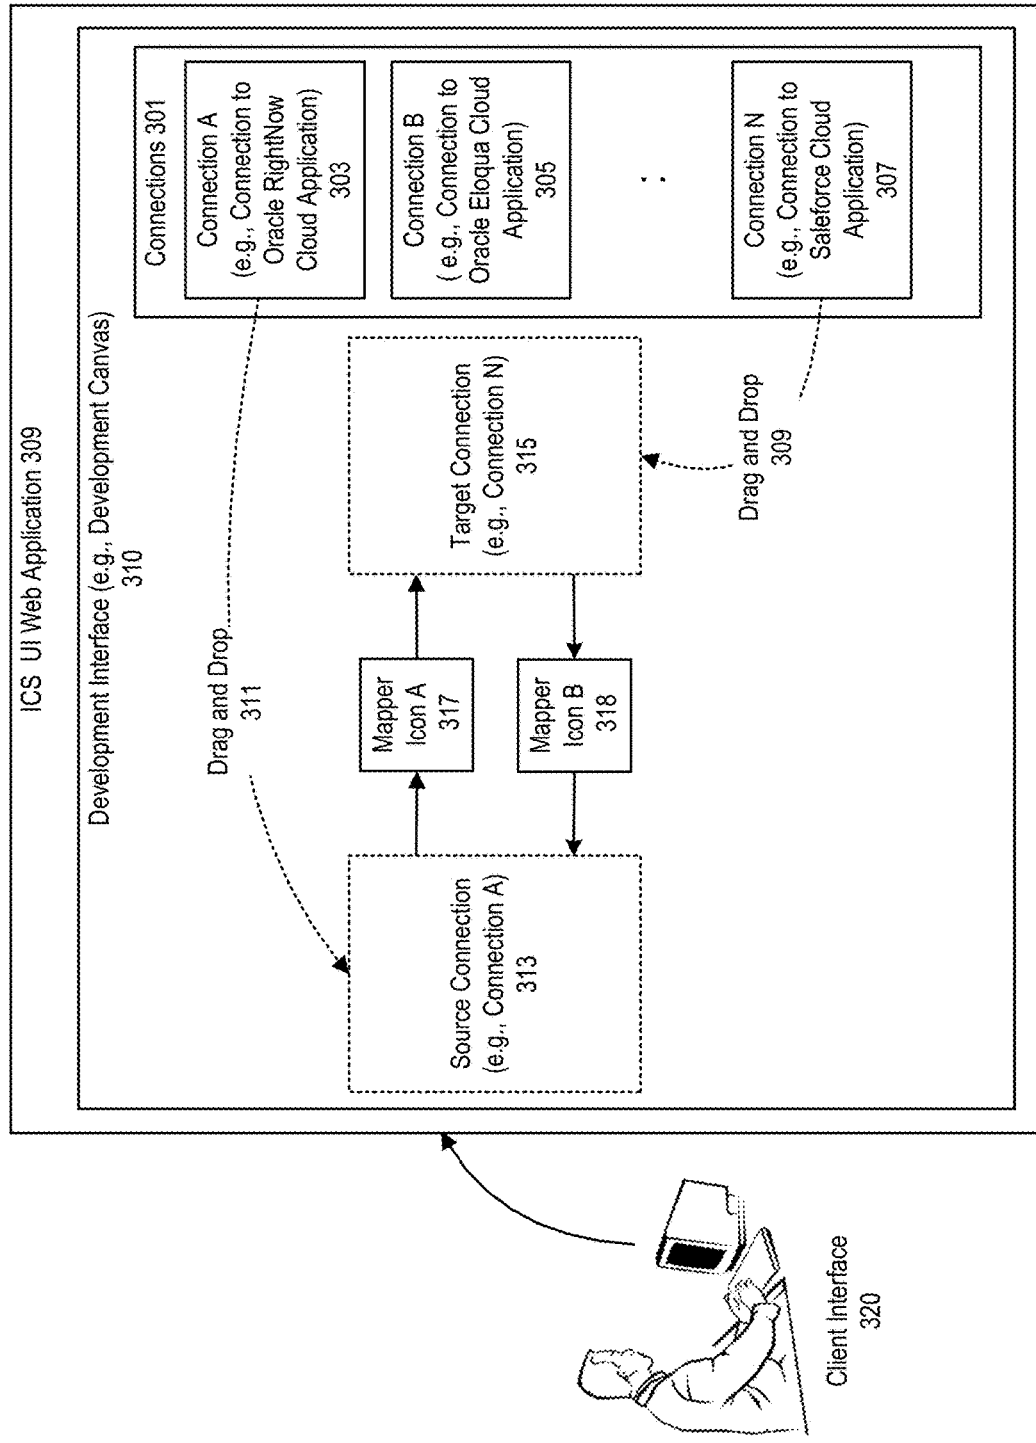 ICS UI Web Application 309
Development Interface (e.g., Development Canvas)
310
Connections 301
Connection A
(e.g., Connection to
Oracle RightNow
Cloud Application)
303
Connection B
( e.g., Connection to
Oracle Eloqua Cloud
Application)
305
Connection N
(e.g., Connection to
Saleforce Cloud
Application)
307
Drag and Drop
311
Drag and Drop
309
Source Connection
(e.g., Connection A)
313
Mapper
Icon A
317
Mapper
Icon B
318
Target Connection
(e.g., Connection N)
315
Client Interface
320